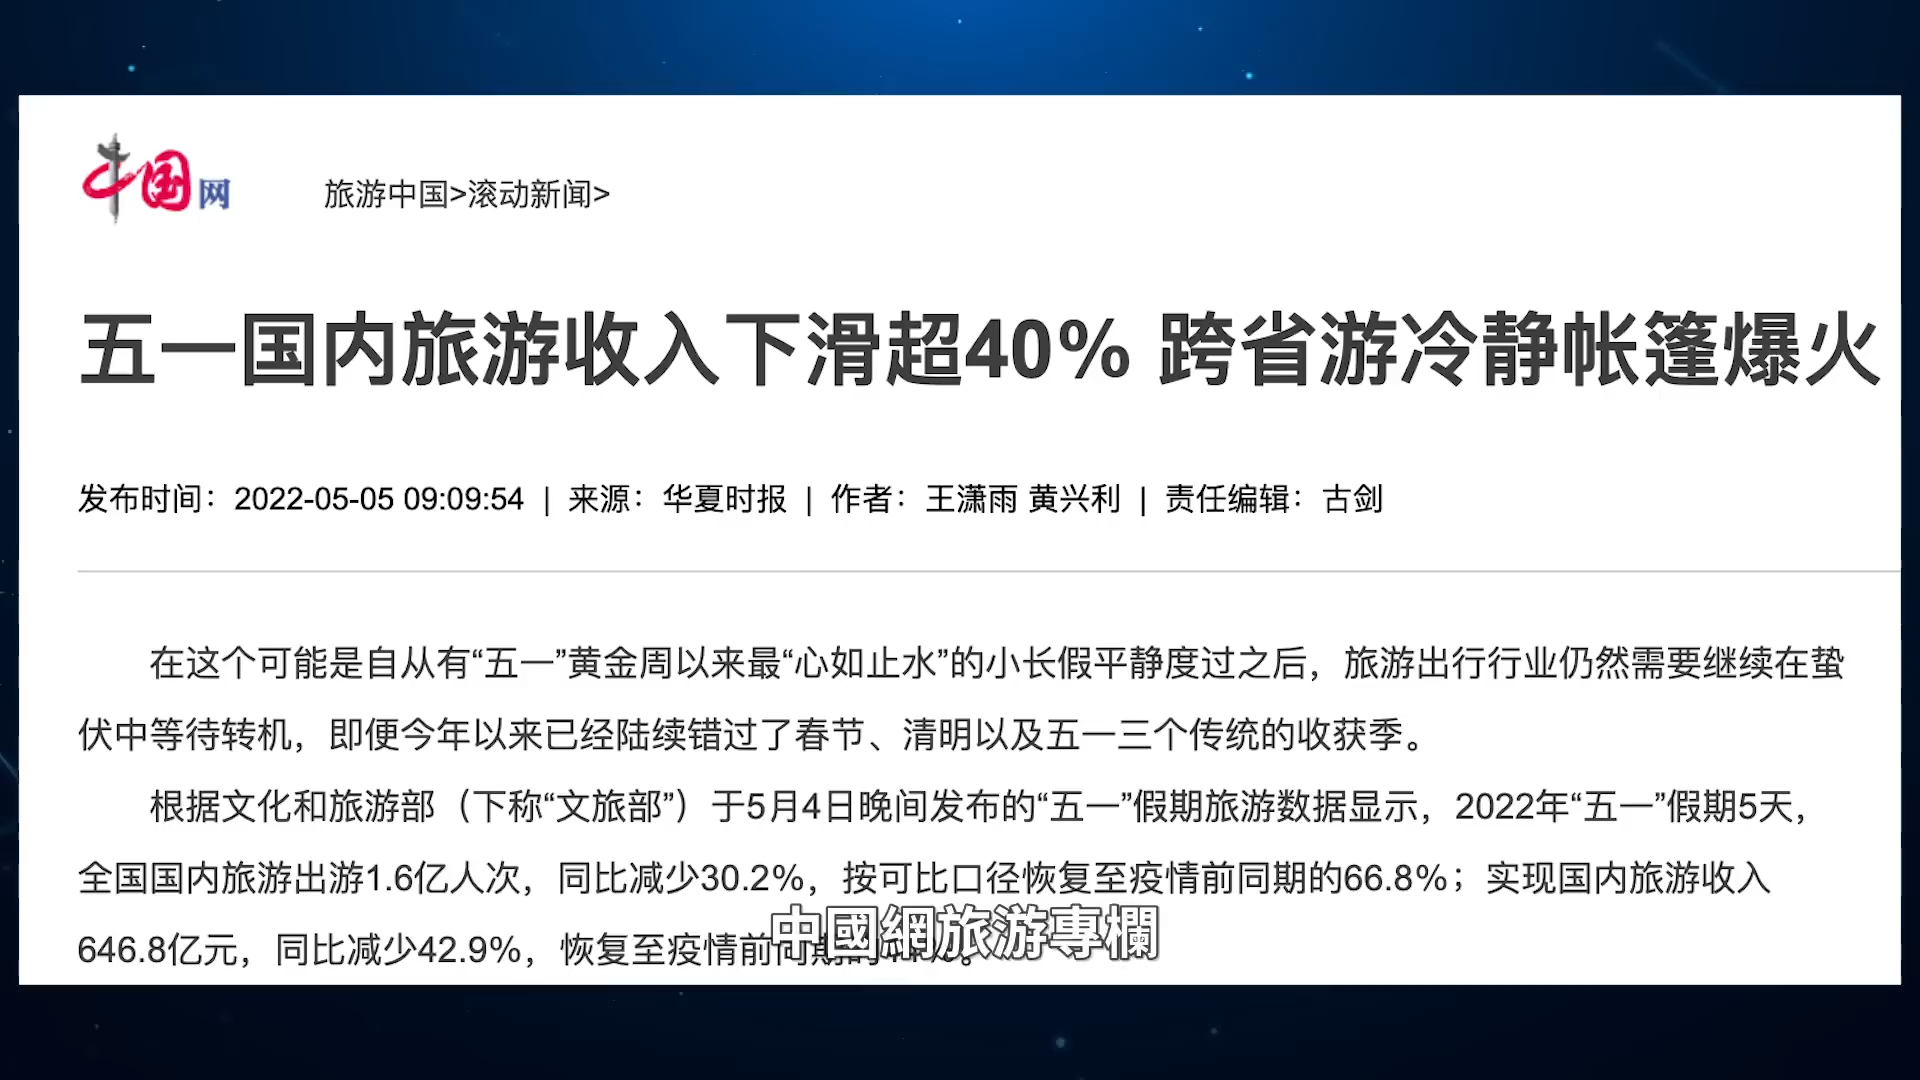 中国网
旅游中国>滚动新闻>
五一国内旅游收入下滑超40% 跨省游冷静帐篷爆火
发布时间：2022-05-05 09:09:54 | 来源：华夏时报 | 作者：王潇雨 黄兴利 | 责任编辑：古剑
在这个可能是自从有“五一”黄金周以来最“心如止水”的小长假平静度过之后，旅游出行行业仍然需要继续在蛰
伏中等待转机，即便今年以来已经陆续错过了春节、清明以及五一三个传统的收获季。
根据文化和旅游部（下称“文旅部”）于5月4日晚间发布的“五一”假期旅游数据显示，2022年“五一”假期5天，
全国国内旅游出游1.6亿人次，同比减少30.2%，按可比口径恢复至疫情前同期的66.8%；实现国内旅游收入
646.8亿元，同比减少42.9%，恢复至疫情前同期的
中國網旅游專欄